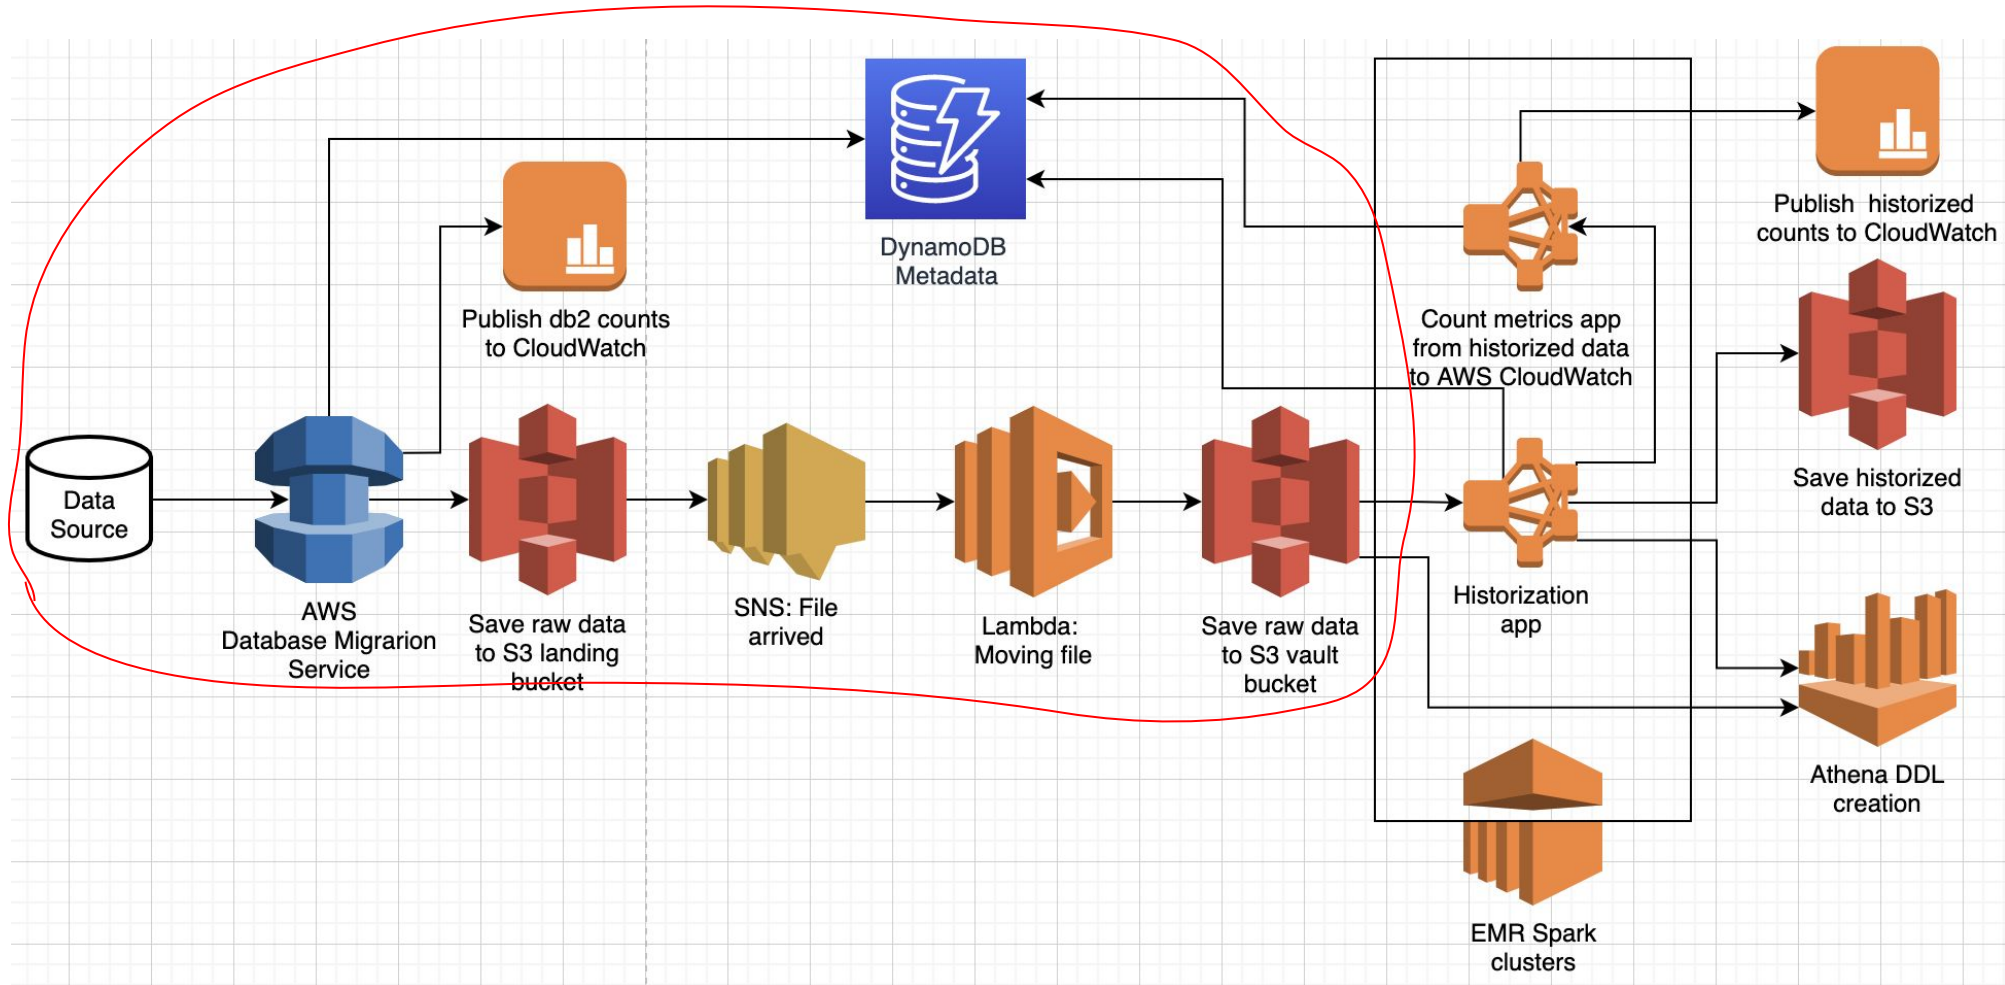 DynamoDB
Metadata
Publish historized
counts to CloudWatch
Publish db2 counts
to CloudWatch
Count metrics app
from historized data
to AWS CloudWatch
Save historized
data to S3
Data
Source
AWS
Database Migrarion
Service
Save raw data
to S3 landing
bucket
SNS: File
arrived
Lambda:
Moving file
Save raw data
to S3 vault
bucket
Historization
app
Athena DDL
creation
EMR Spark
clusters